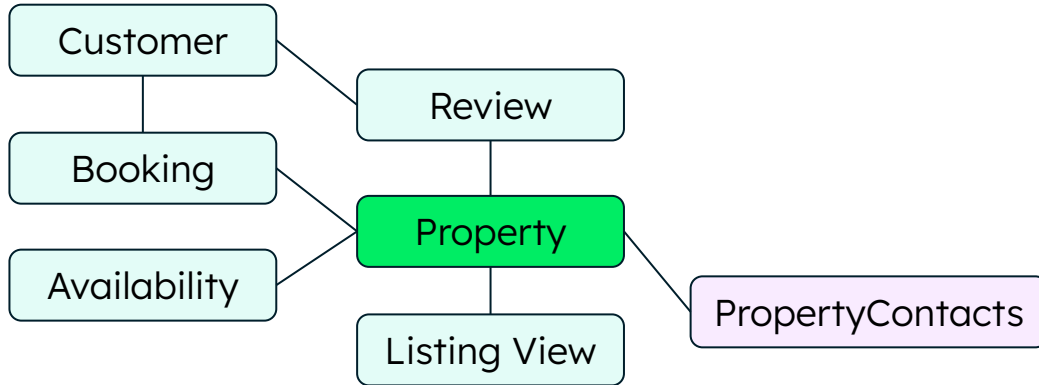 Customer
Review
Booking
Property
Availability
PropertyContacts
Listing View